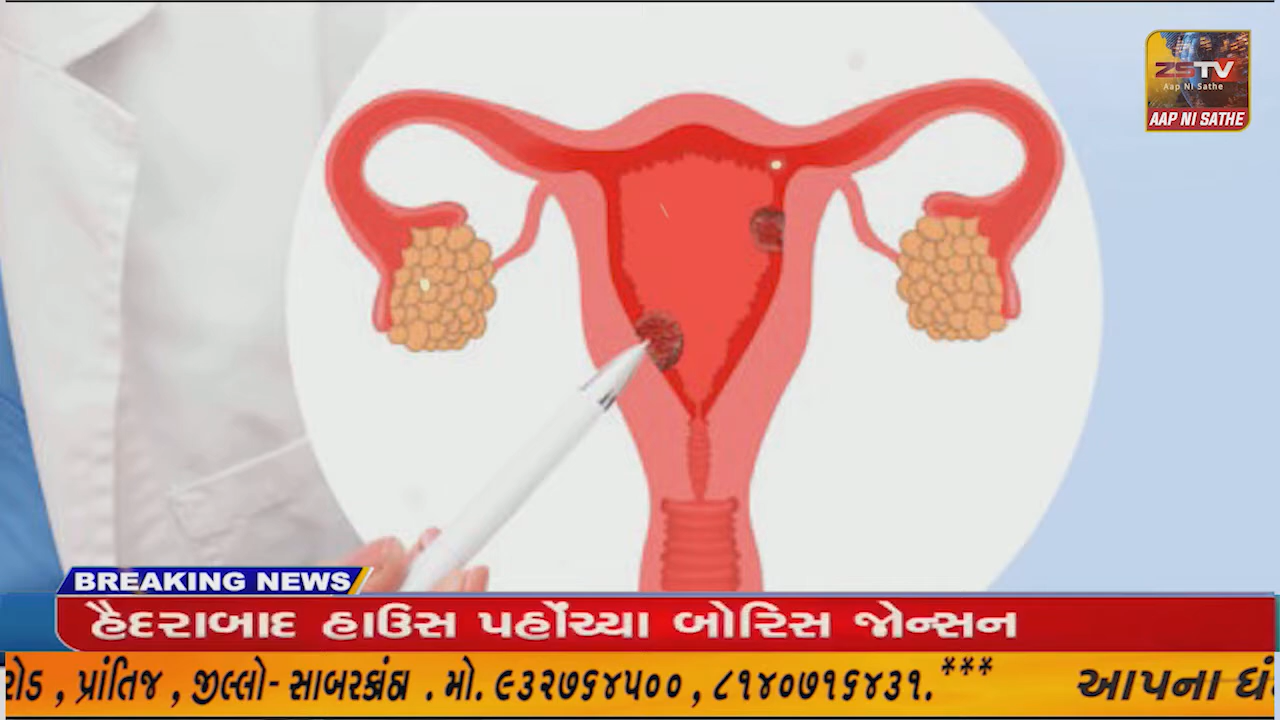 ZSTV
Aap Ni Sathe
AAP NI SATHE
BREAKING NEWS
હૈદરાબાદ હાઉસ પહોંચ્યા બોરિસ જોન્સન
રોડ , પ્રાંતિજ , જીલ્લો- સાબરકાંઠા . મો. ૯૩૨૭૬૪૫૦૦ , ૮૧૪૦૭૧૬૪૩૧.*** આપના